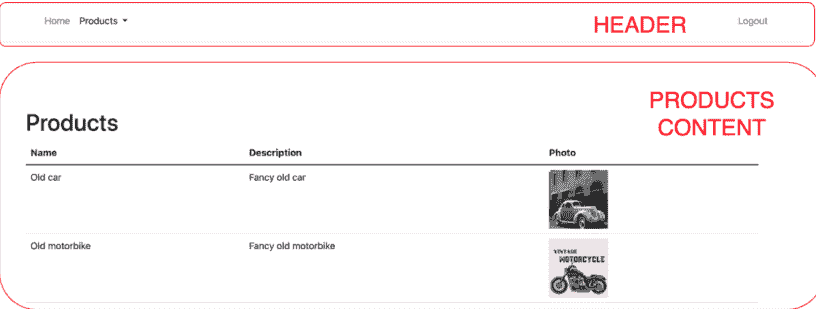 Home Products HEADER Logout
PRODUCTS
CONTENT
Products
Name Description Photo
Old car Fancy old car
Old motorbike Fancy old motorbike
VINTAGE
MOTORCYCLE